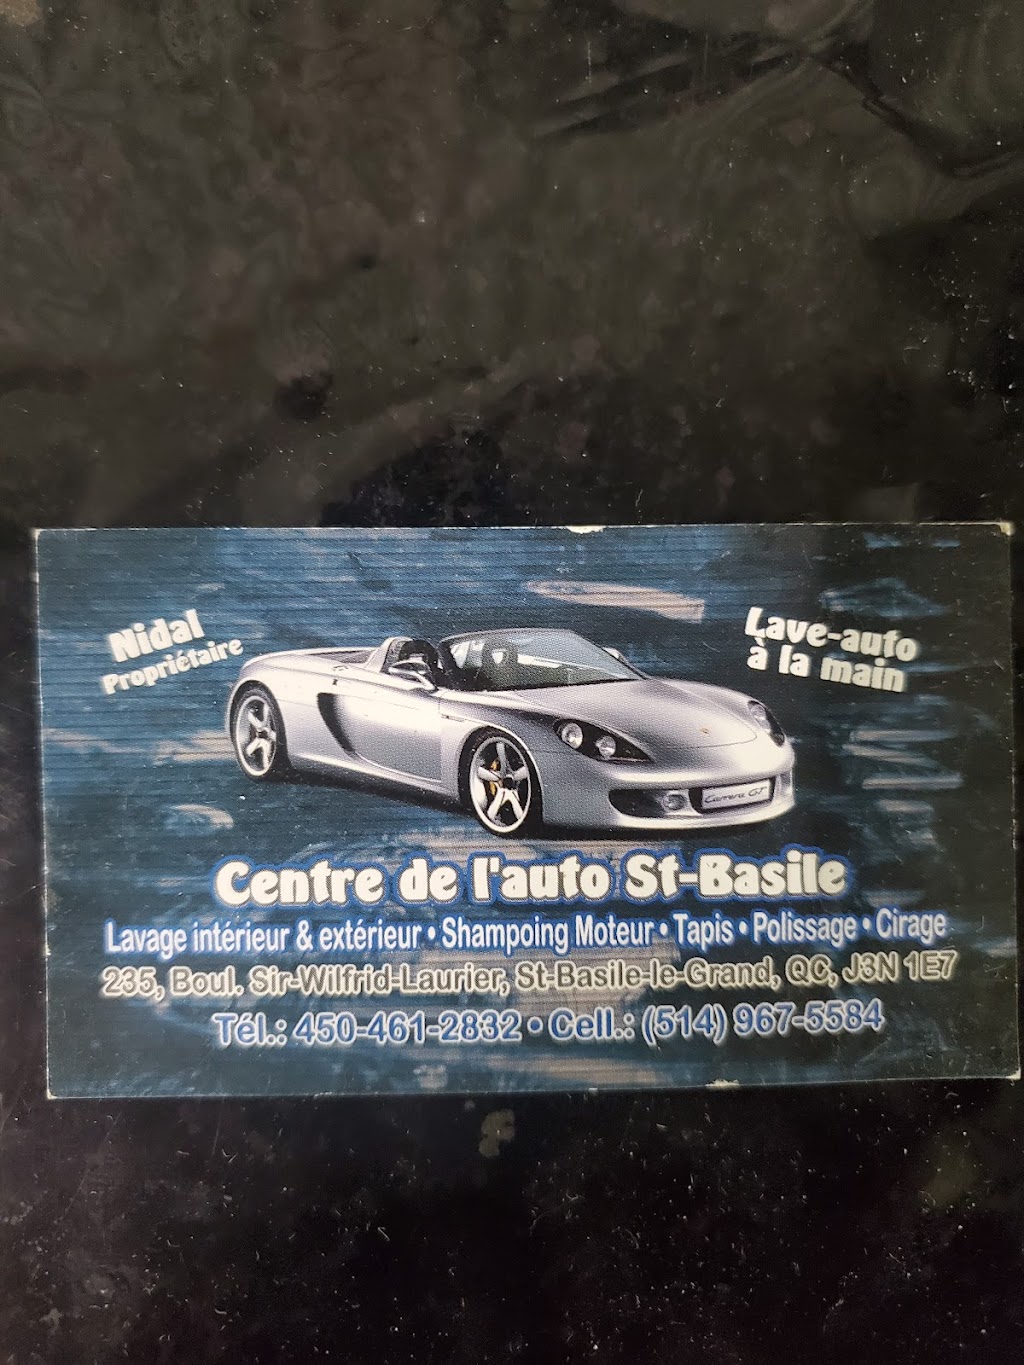 Nidal
Propriétaire
Lave-auto
à la main
Carrera GT
Centre de l'auto St-Basile
Lavage intérieur & extérieur • Shampoing Moteur • Tapis • Polissage • Cirage
235, Boul. Sir-Wilfrid-Laurier, St-Basile-le-Grand, QC, J3N 1E7
Tél.: 450-461-2832 • Cell.: (514) 967-5584